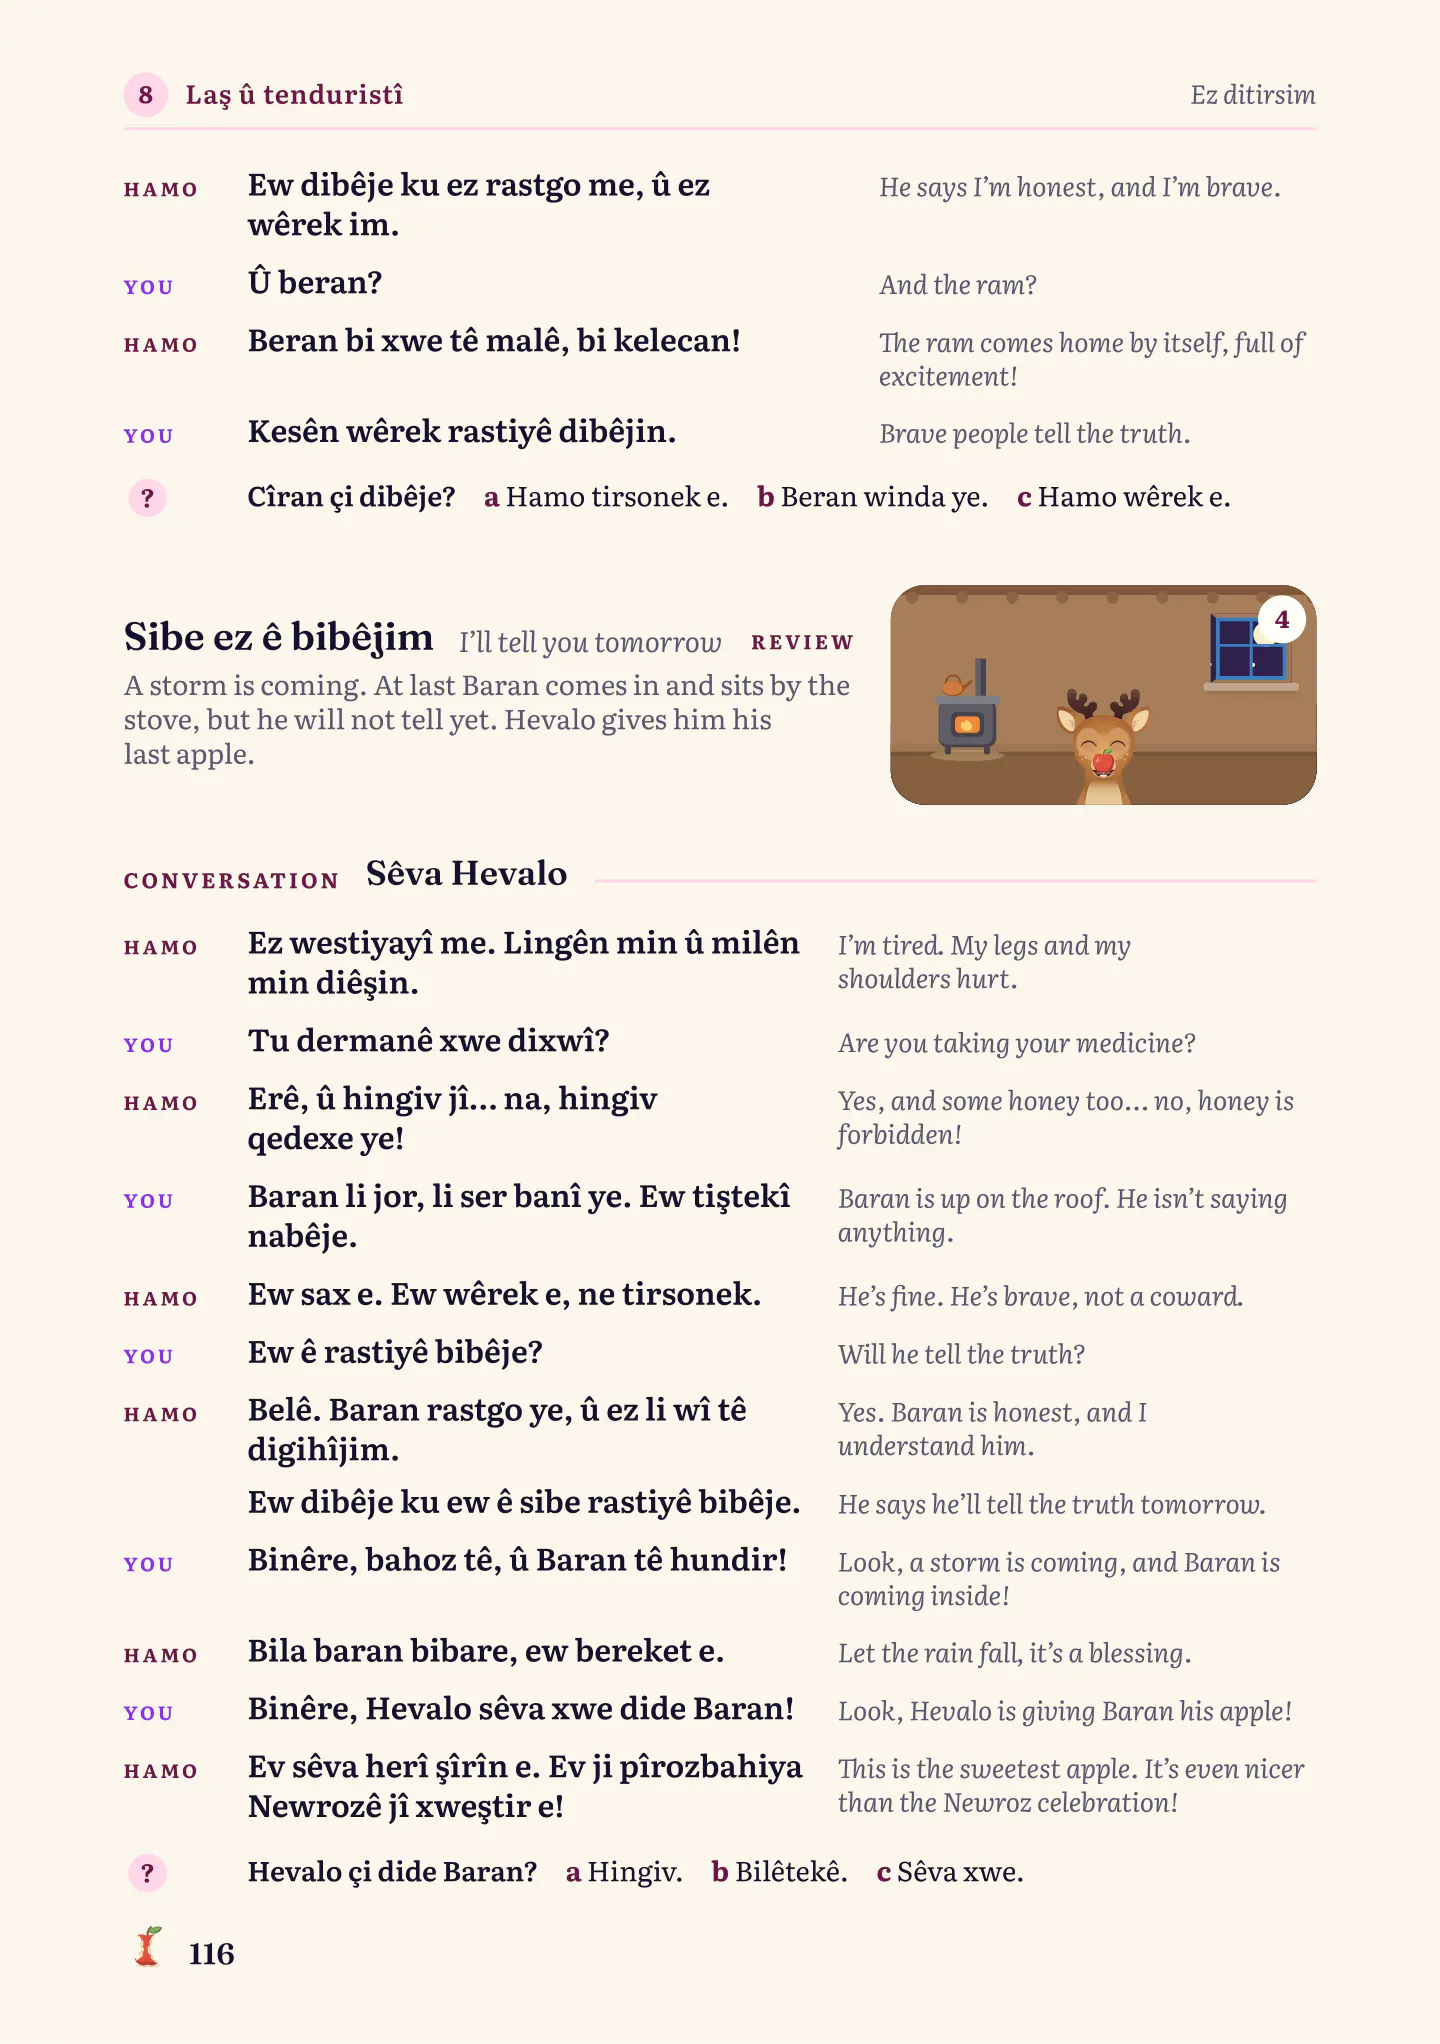 8 Laş û tenduristî
Ez ditirsim
HAMO Ew dibêje ku ez rastgo me, û ez
wêrek im.
He says I'm honest, and I'm brave.
YOU Û beran?
And the ram?
HAMO Beran bi xwe tê malê, bi kelecan!
The ram comes home by itself, full of
excitement!
YOU Kesên wêrek rastiyê dibêjin.
Brave people tell the truth.
? Cîran çi dibêje? a Hamo tirsonek e. b Beran winda ye. c Hamo wêrek e.
Sibe ez ê bibêjim I'll tell you tomorrow REVIEW
A storm is coming. At last Baran comes in and sits by the
stove, but he will not tell yet. Hevalo gives him his
last apple.
4
CONVERSATION Sêva Hevalo
HAMO Ez westiyayî me. Lingên min û milên
min diêşin.
I'm tired. My legs and my
shoulders hurt.
YOU Tu dermanê xwe dixwî?
Are you taking your medicine?
HAMO Erê, û hingiv jî… na, hingiv
qedexe ye!
Yes, and some honey too… no, honey is
forbidden!
YOU Baran li jor, li ser banî ye. Ew tiştekî
nabêje.
Baran is up on the roof. He isn't saying
anything.
HAMO Ew sax e. Ew wêrek e, ne tirsonek.
He's fine. He's brave, not a coward.
YOU Ew ê rastiyê bibêje?
Will he tell the truth?
HAMO Belê. Baran rastgo ye, û ez li wî tê
digihîjim.
Yes. Baran is honest, and I
understand him.
Ew dibêje ku ew ê sibe rastiyê bibêje.
He says he'll tell the truth tomorrow.
YOU Binêre, bahoz tê, û Baran tê hundir!
Look, a storm is coming, and Baran is
coming inside!
HAMO Bila baran bibare, ew bereket e.
Let the rain fall, it's a blessing.
YOU Binêre, Hevalo sêva xwe dide Baran!
Look, Hevalo is giving Baran his apple!
HAMO Ev sêva herî şîrîn e. Ev ji pîrozbahiya
Newrozê jî xweştir e!
This is the sweetest apple. It's even nicer
than the Newroz celebration!
? Hevalo çi dide Baran? a Hingiv. b Bilêtekê. c Sêva xwe.
116